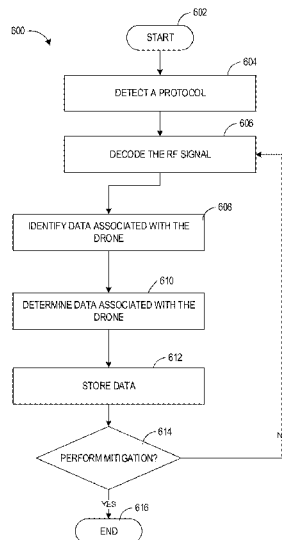 602
600
START
604
DETECT A PROTOCOL
606
DECODE THE RF SIGNAL
608
IDENTIFY DATA ASSOCIATED WITH THE
DRONE
610
DETERMINE DATA ASSOCIATED WITH THE
DRONE
612
STORE DATA
614
PERFORM MITIGATION?
YES
616
END